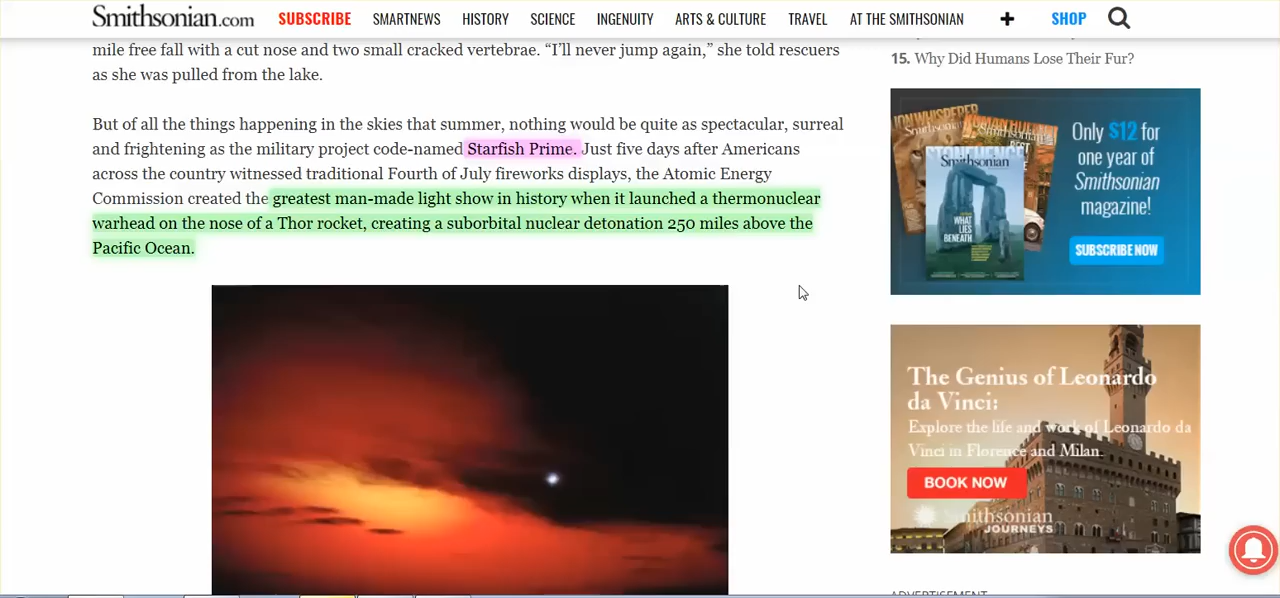 Smithsonian.com SUBSCRIBE SMARTNEWS HISTORY SCIENCE INGENUITY ARTS & CULTURE TRAVEL AT THE SMITHSONIAN + SHOP
mile free fall with a cut nose and two small cracked vertebrae. “I’ll never jump again,” she told rescuers
as she was pulled from the lake.
But of all the things happening in the skies that summer, nothing would be quite as spectacular, surreal
and frightening as the military project code-named Starfish Prime. Just five days after Americans
across the country witnessed traditional Fourth of July fireworks displays, the Atomic Energy
Commission created the greatest man-made light show in history when it launched a thermonuclear
warhead on the nose of a Thor rocket, creating a suborbital nuclear detonation 250 miles above the
Pacific Ocean.
15. Why Did Humans Lose Their Fur?
Smithsonian
WHAT
LIES
BENEATH
Only $12 for
one year of
Smithsonian
magazine!
SUBSCRIBE NOW
The Genius of Leonardo
da Vinci:
Explore the life and work of Leonardo da
Vinci in Florence and Milan.
BOOK NOW
Smithsonian
JOURNEYS
ADVERTISEMENT